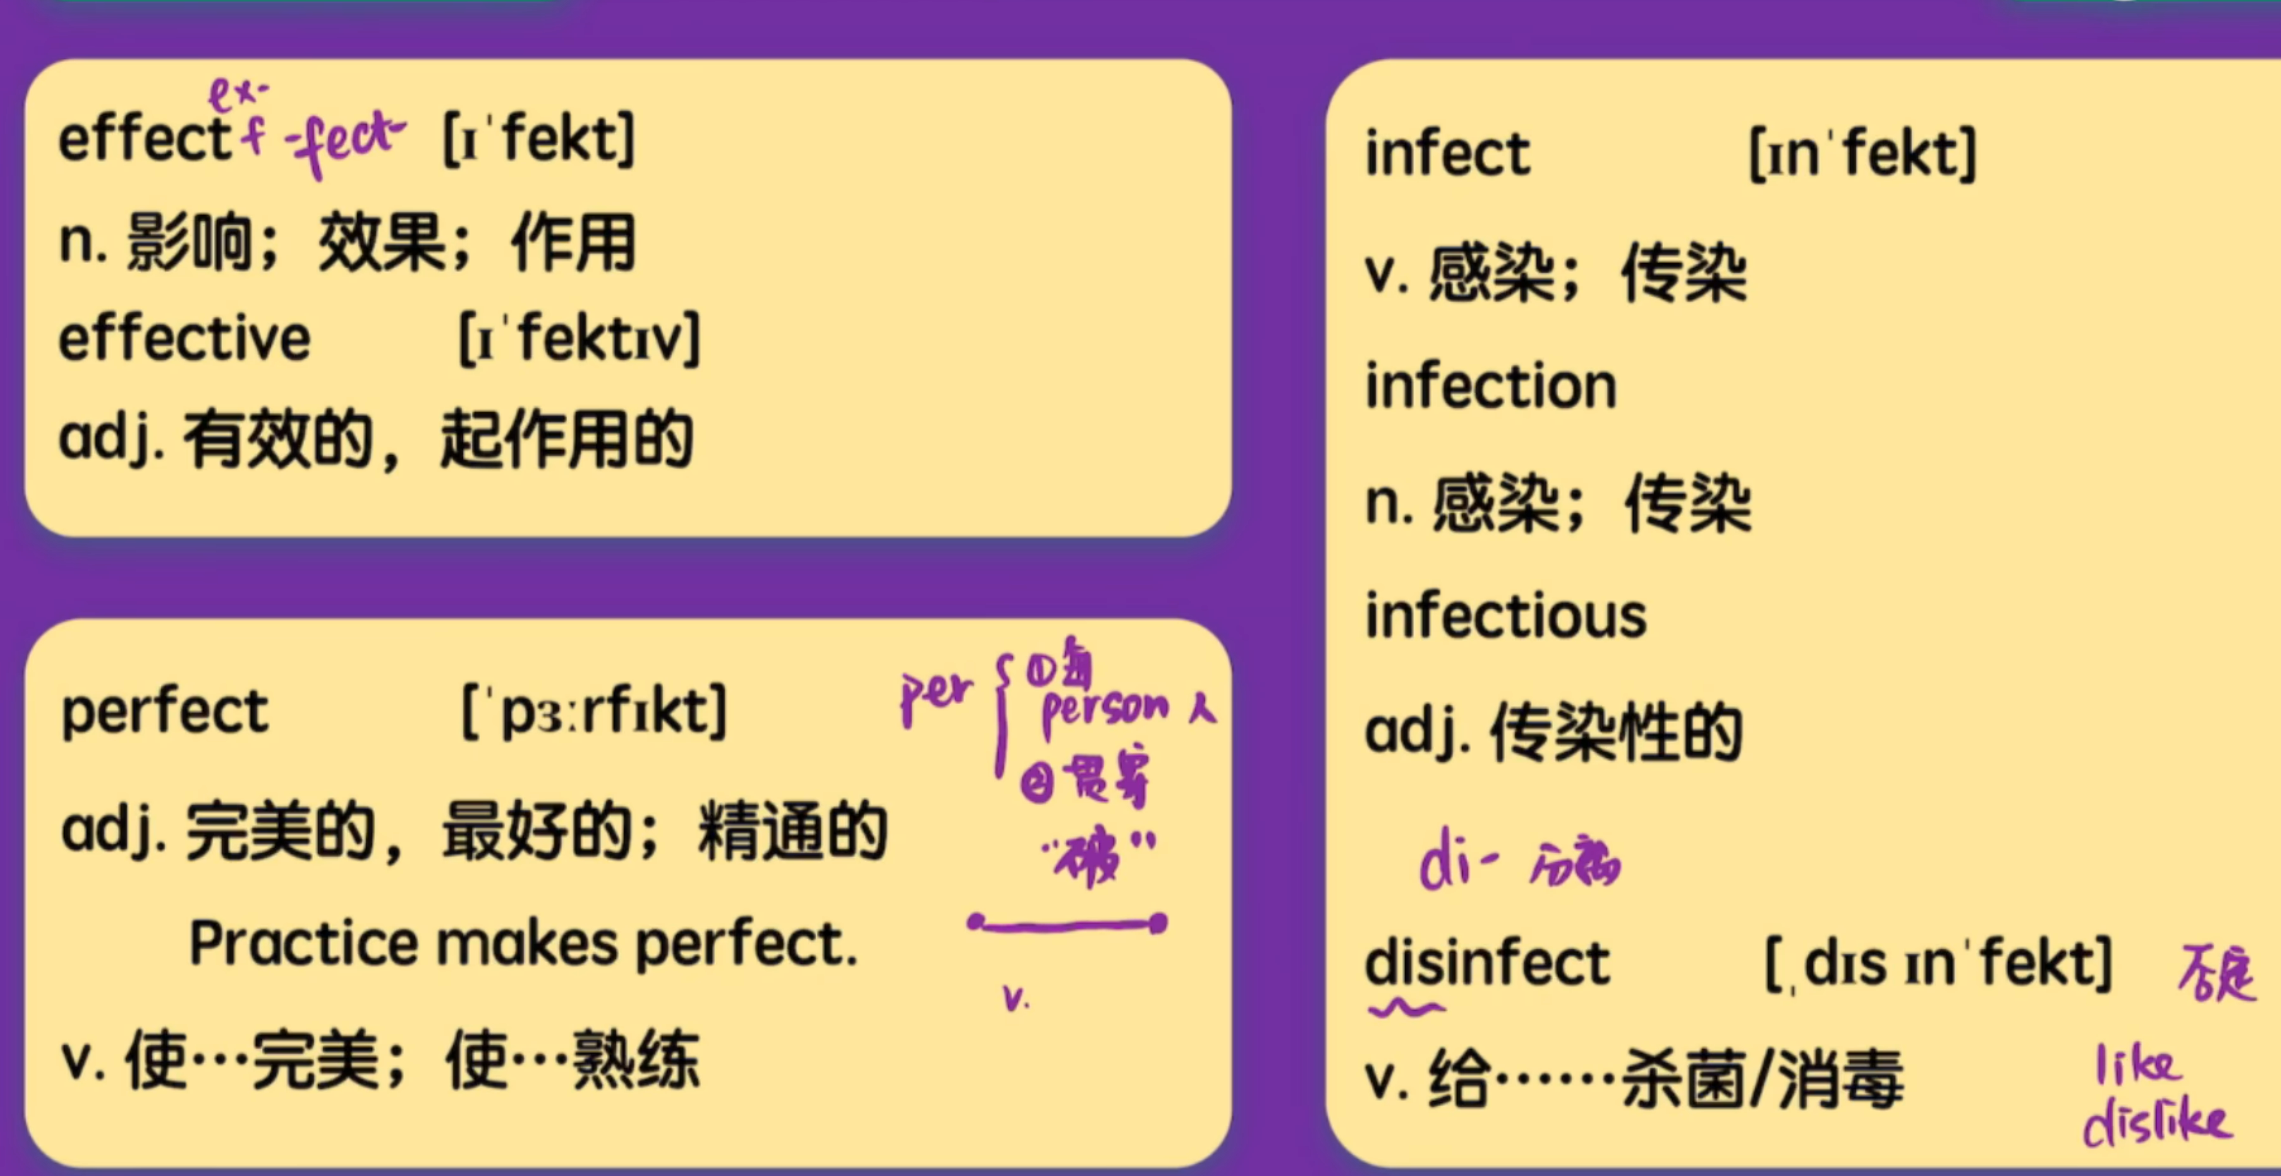 ex-
effect f -fect- [ɪˈfekt]
n. 影响；效果；作用
effective [ɪˈfektɪv]
adj. 有效的，起作用的
perfect [ˈpɜːrfɪkt]
adj. 完美的，最好的；精通的
Practice makes perfect.
v.
v. 使…完美；使…熟练
per ①每
person 人
②贯穿
“破”
infect [ɪnˈfekt]
v. 感染；传染
infection
n. 感染；传染
infectious
adj. 传染性的
di- 分离
disinfect [ˌdɪs ɪnˈfekt] 否定
v. 给……杀菌/消毒
like
dislike